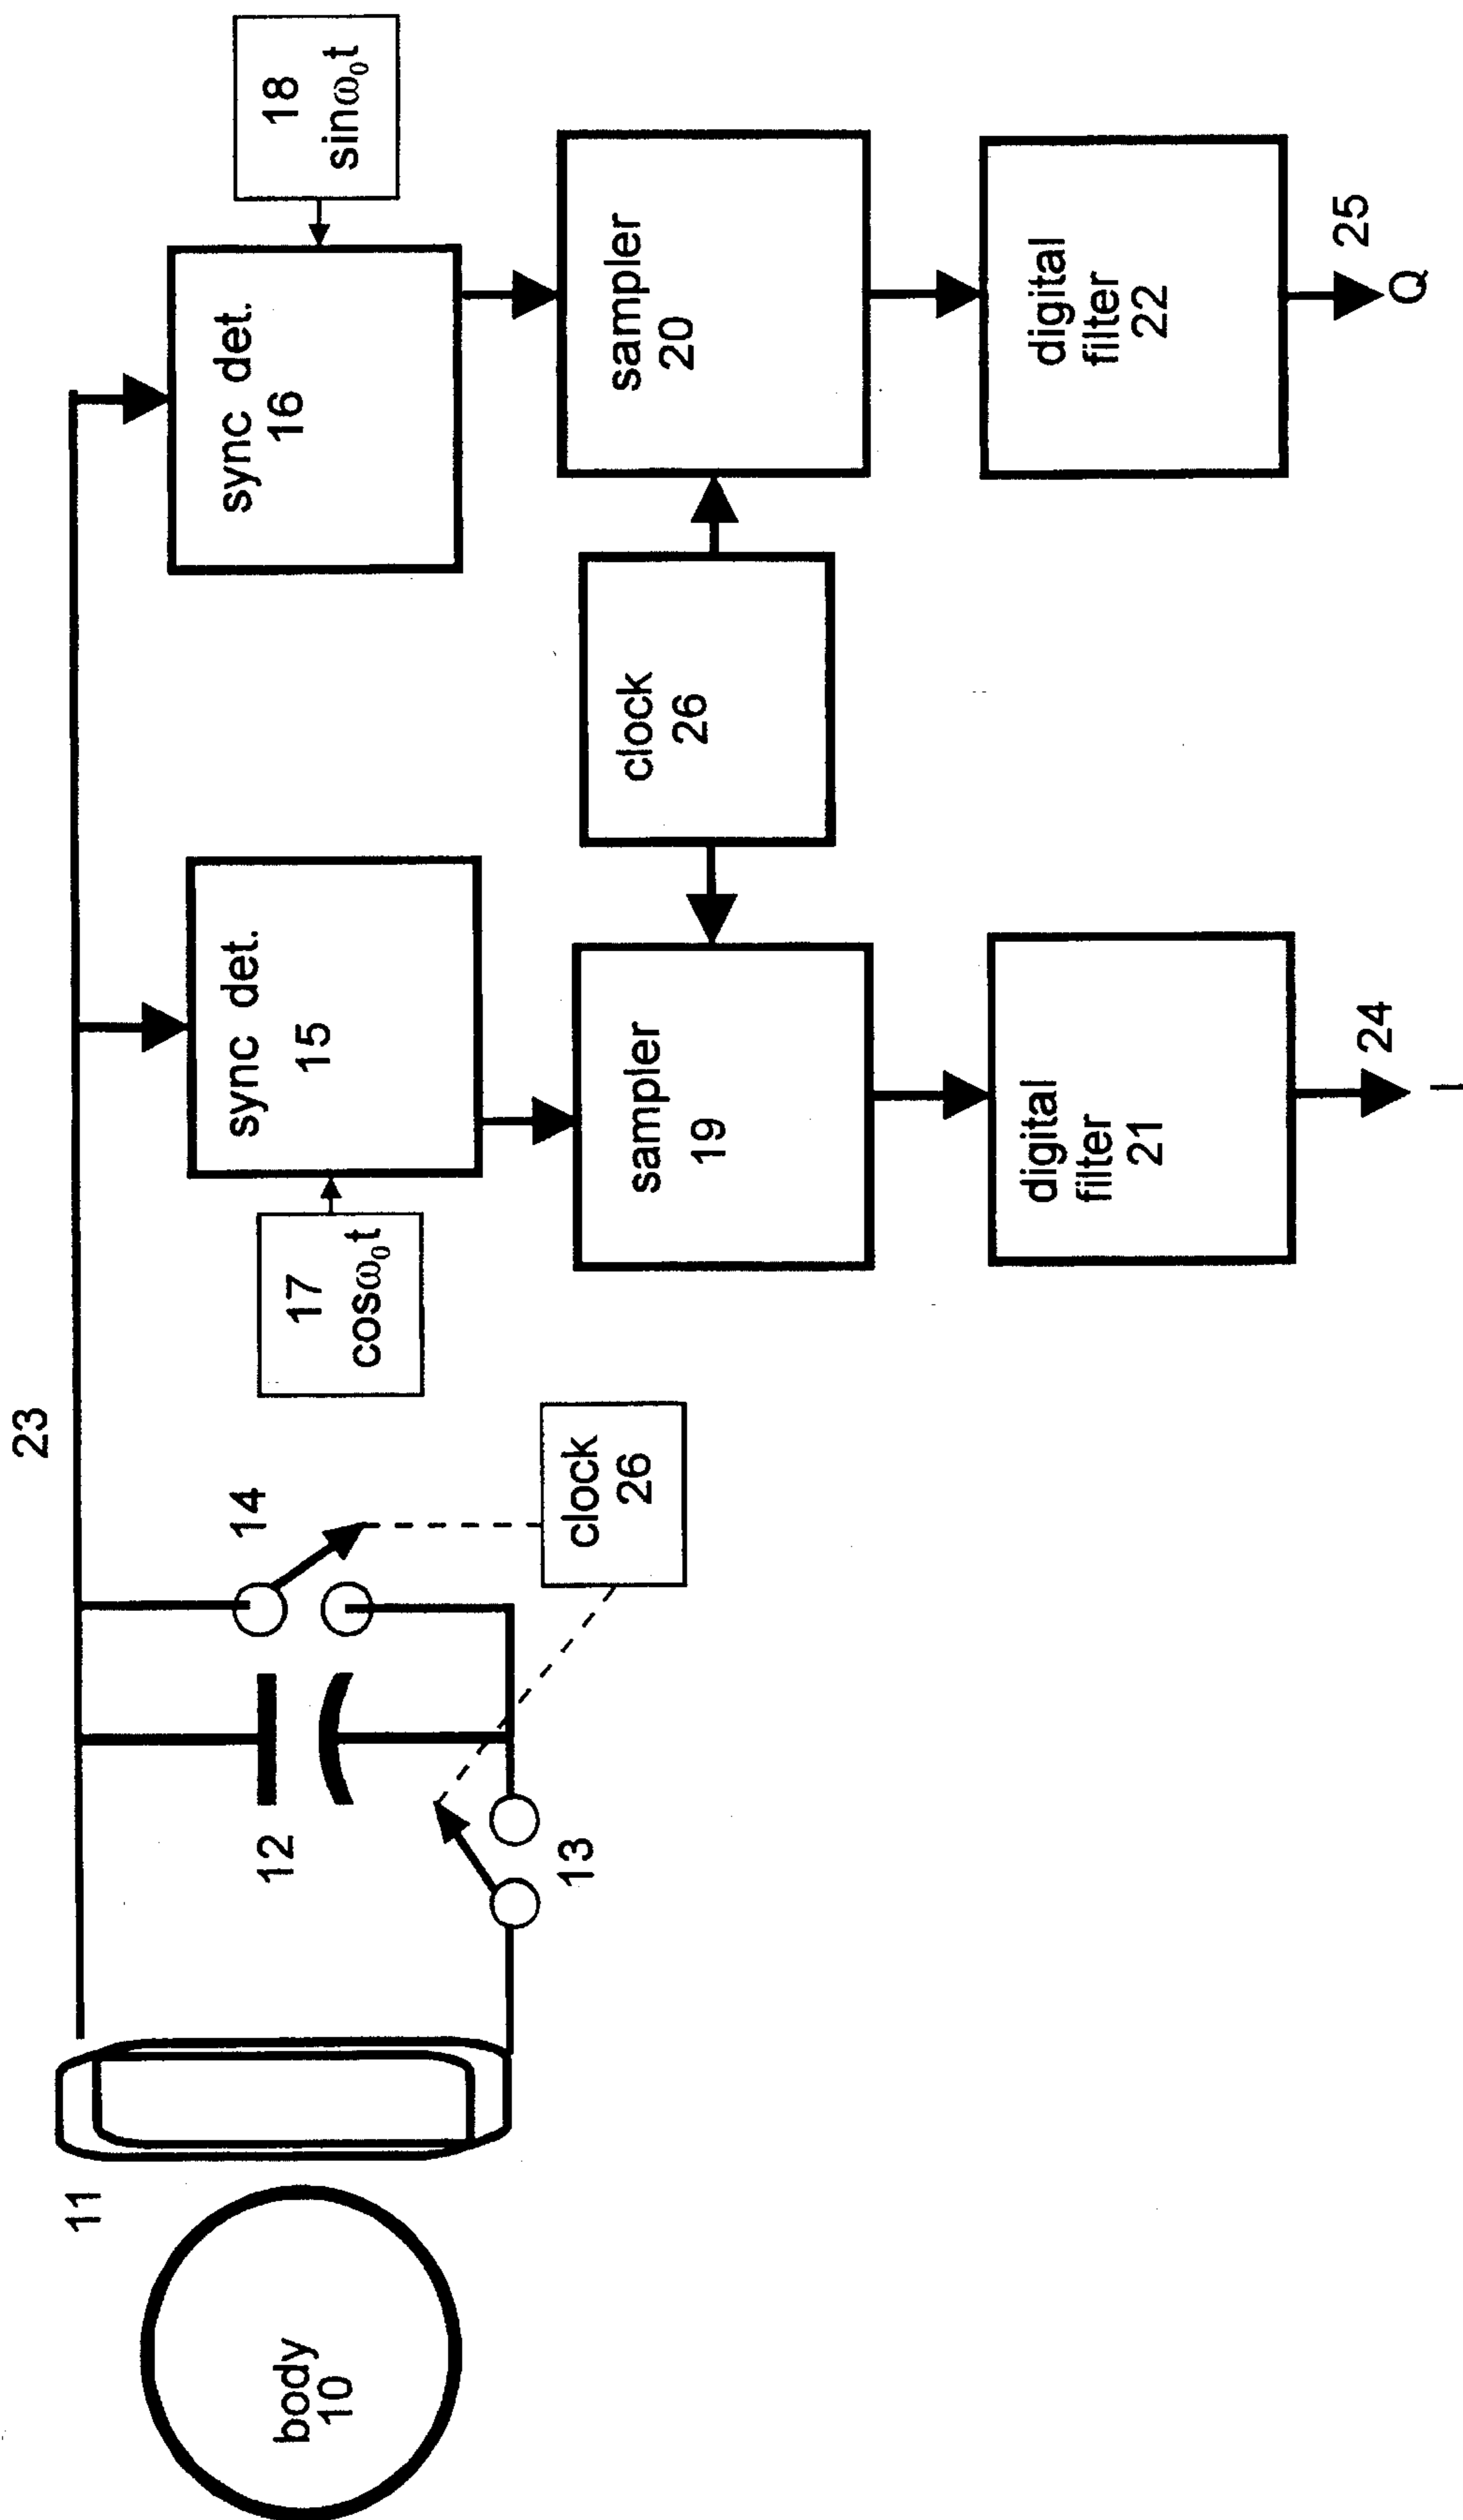 body
10
11
12
13
14
clock
26
23
17
cosω₀t
sync det.
15
sampler
19
digital
filter
21
24
I
clock
26
sync det.
16
18
sinω₀t
sampler
20
digital
filter
22
25
Q